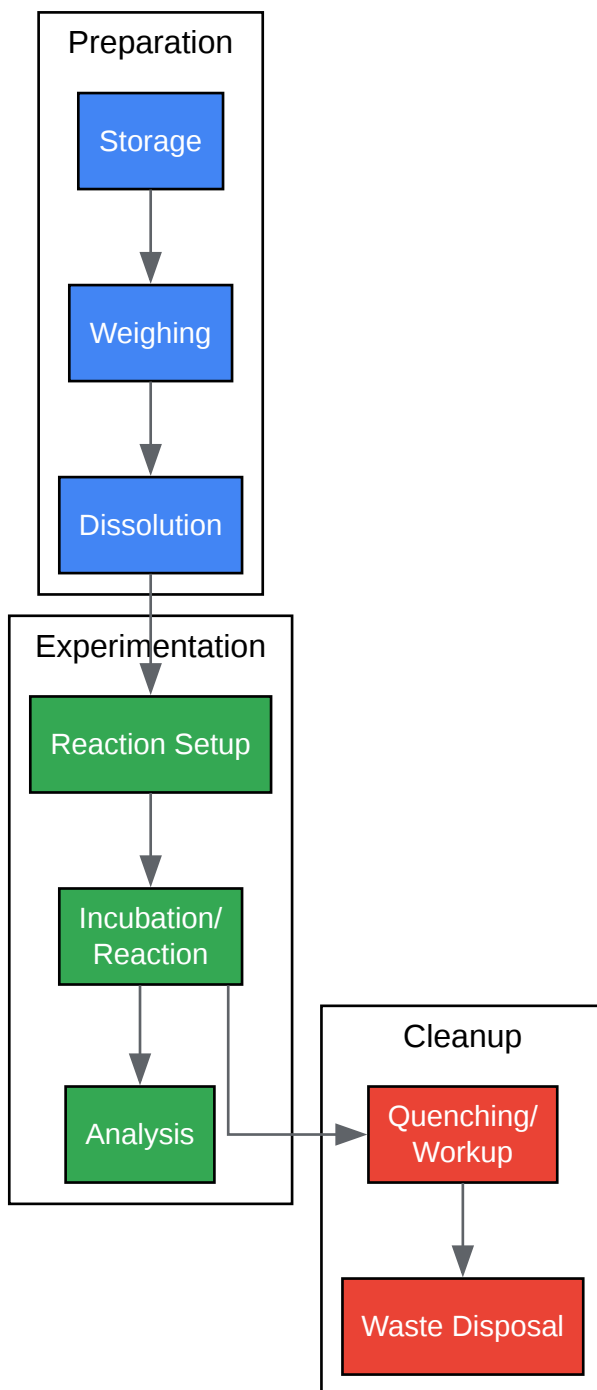 Preparation
Storage
Weighing
Dissolution
Experimentation
Reaction Setup
Incubation/
Reaction
Analysis
Cleanup
Quenching/
Workup
Waste Disposal